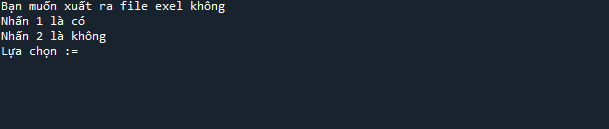 Bạn muốn xuất ra file exel không
Nhấn 1 là có
Nhấn 2 là không
Lựa chọn :=